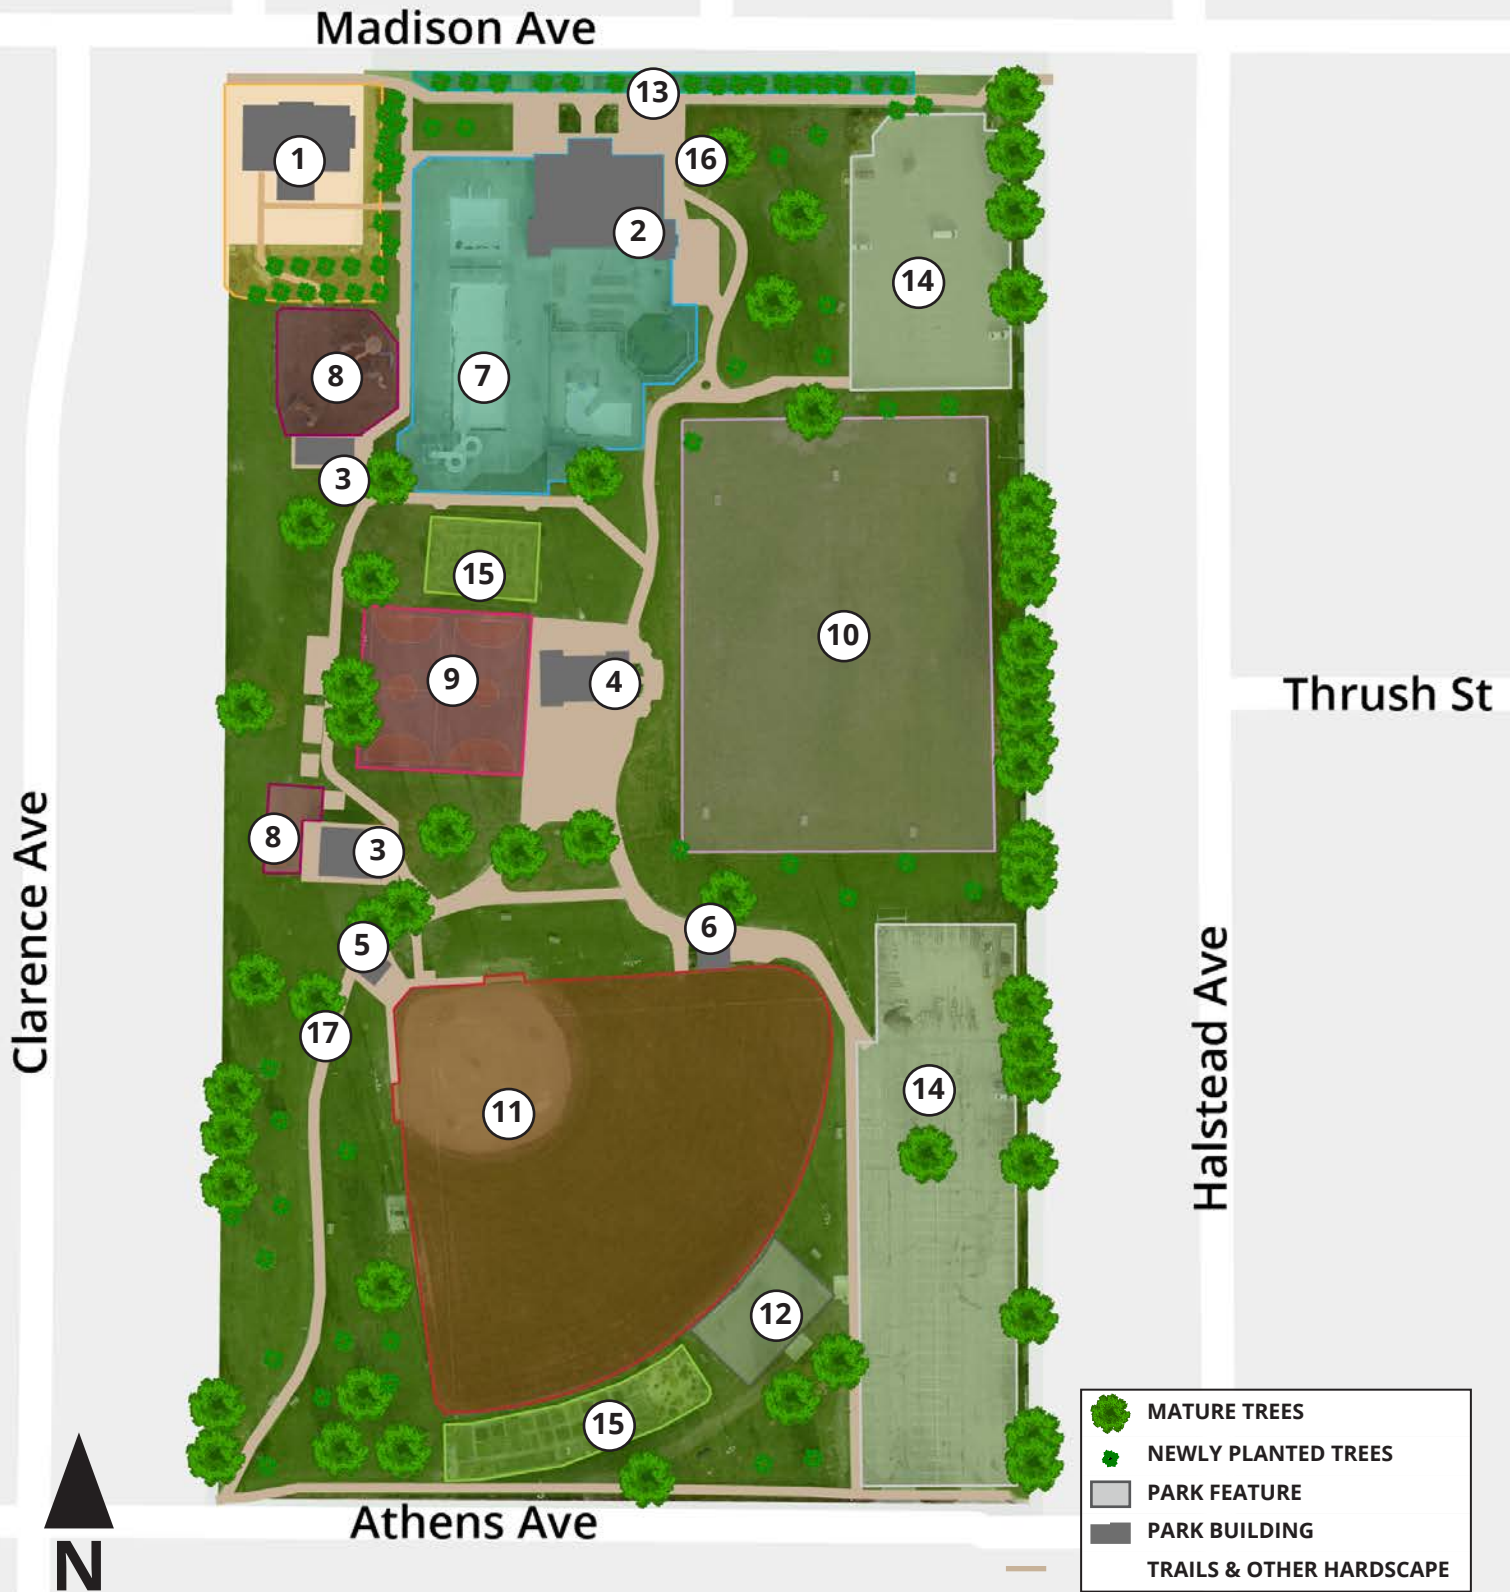 Madison Ave
13
1
16
2
14
8
7
3
15
10
9
4
Thrush St
8
3
6
5
17
14
11
12
15
Clarence Ave
Halstead Ave
Athens Ave
N
MATURE TREES
NEWLY PLANTED TREES
PARK FEATURE
PARK BUILDING
TRAILS & OTHER HARDSCAPE